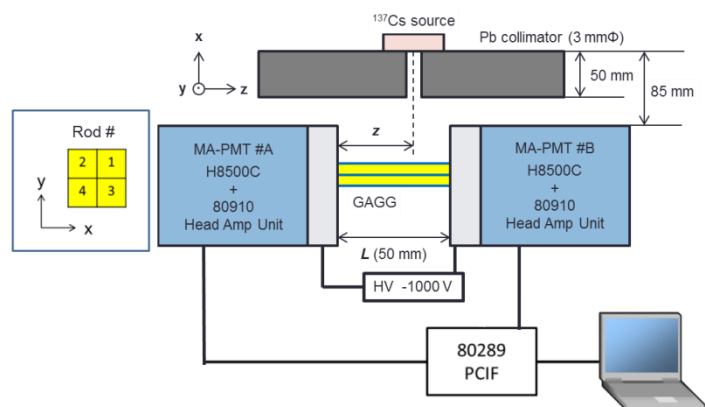 ¹³⁷Cs source
Pb collimator (3 mmΦ)
x
y
z
50 mm
85 mm
Rod #
2 1
4 3
y
x
MA-PMT #A
H8500C
+
80910
Head Amp Unit
z
GAGG
L (50 mm)
MA-PMT #B
H8500C
+
80910
Head Amp Unit
HV -1000 V
80289
PCIF